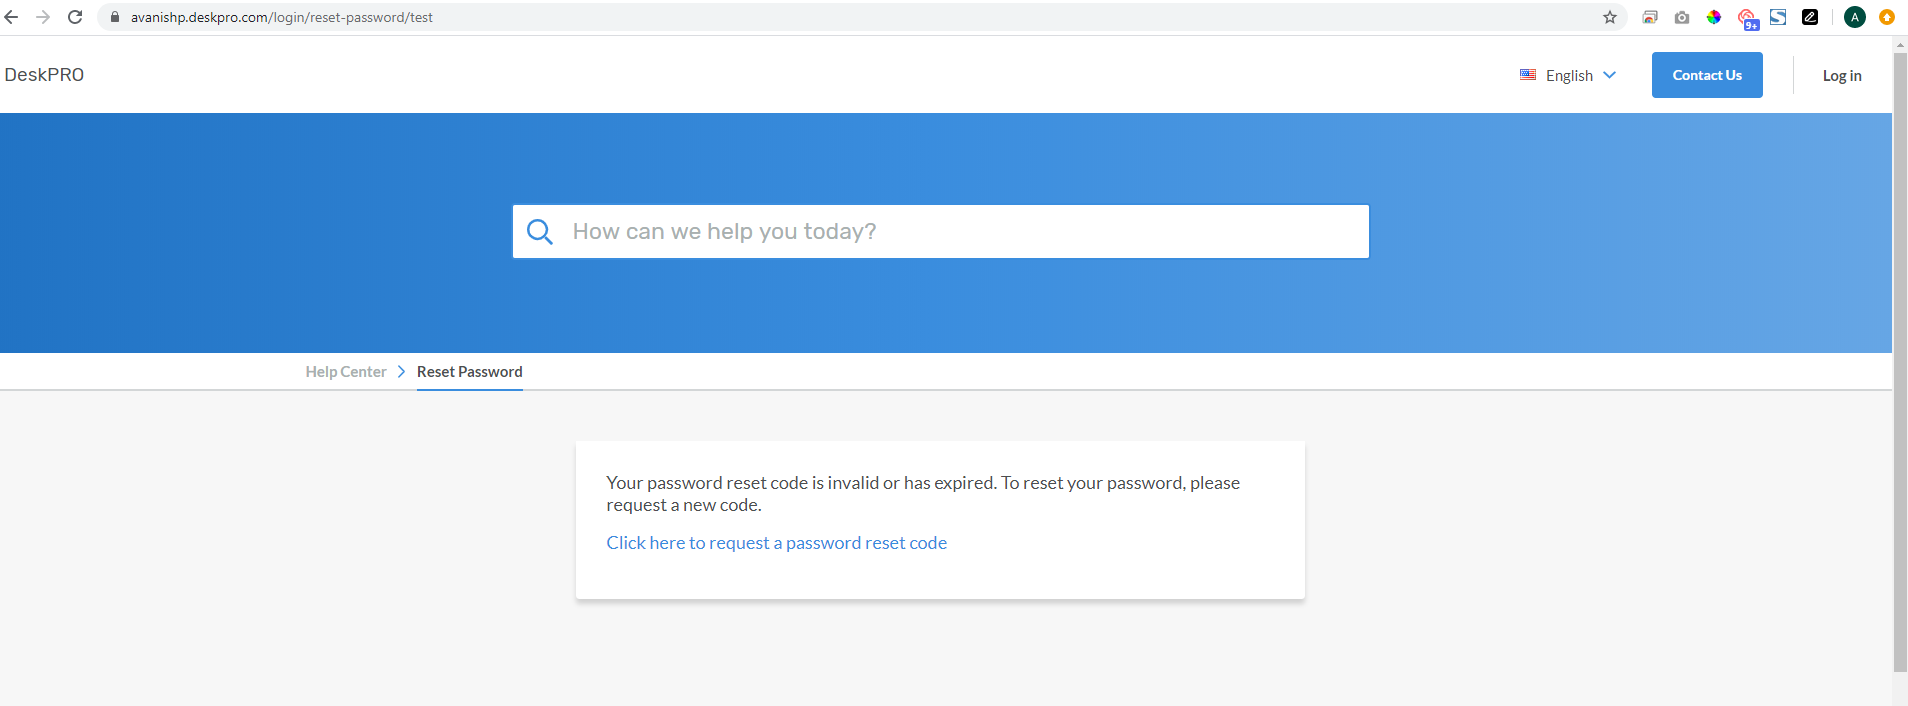 avanishp.deskpro.com/login/reset-password/test
9+
A
DeskPRO
English
Contact Us
Log in
How can we help you today?
Help Center
Reset Password
Your password reset code is invalid or has expired. To reset your password, please
request a new code.
Click here to request a password reset code